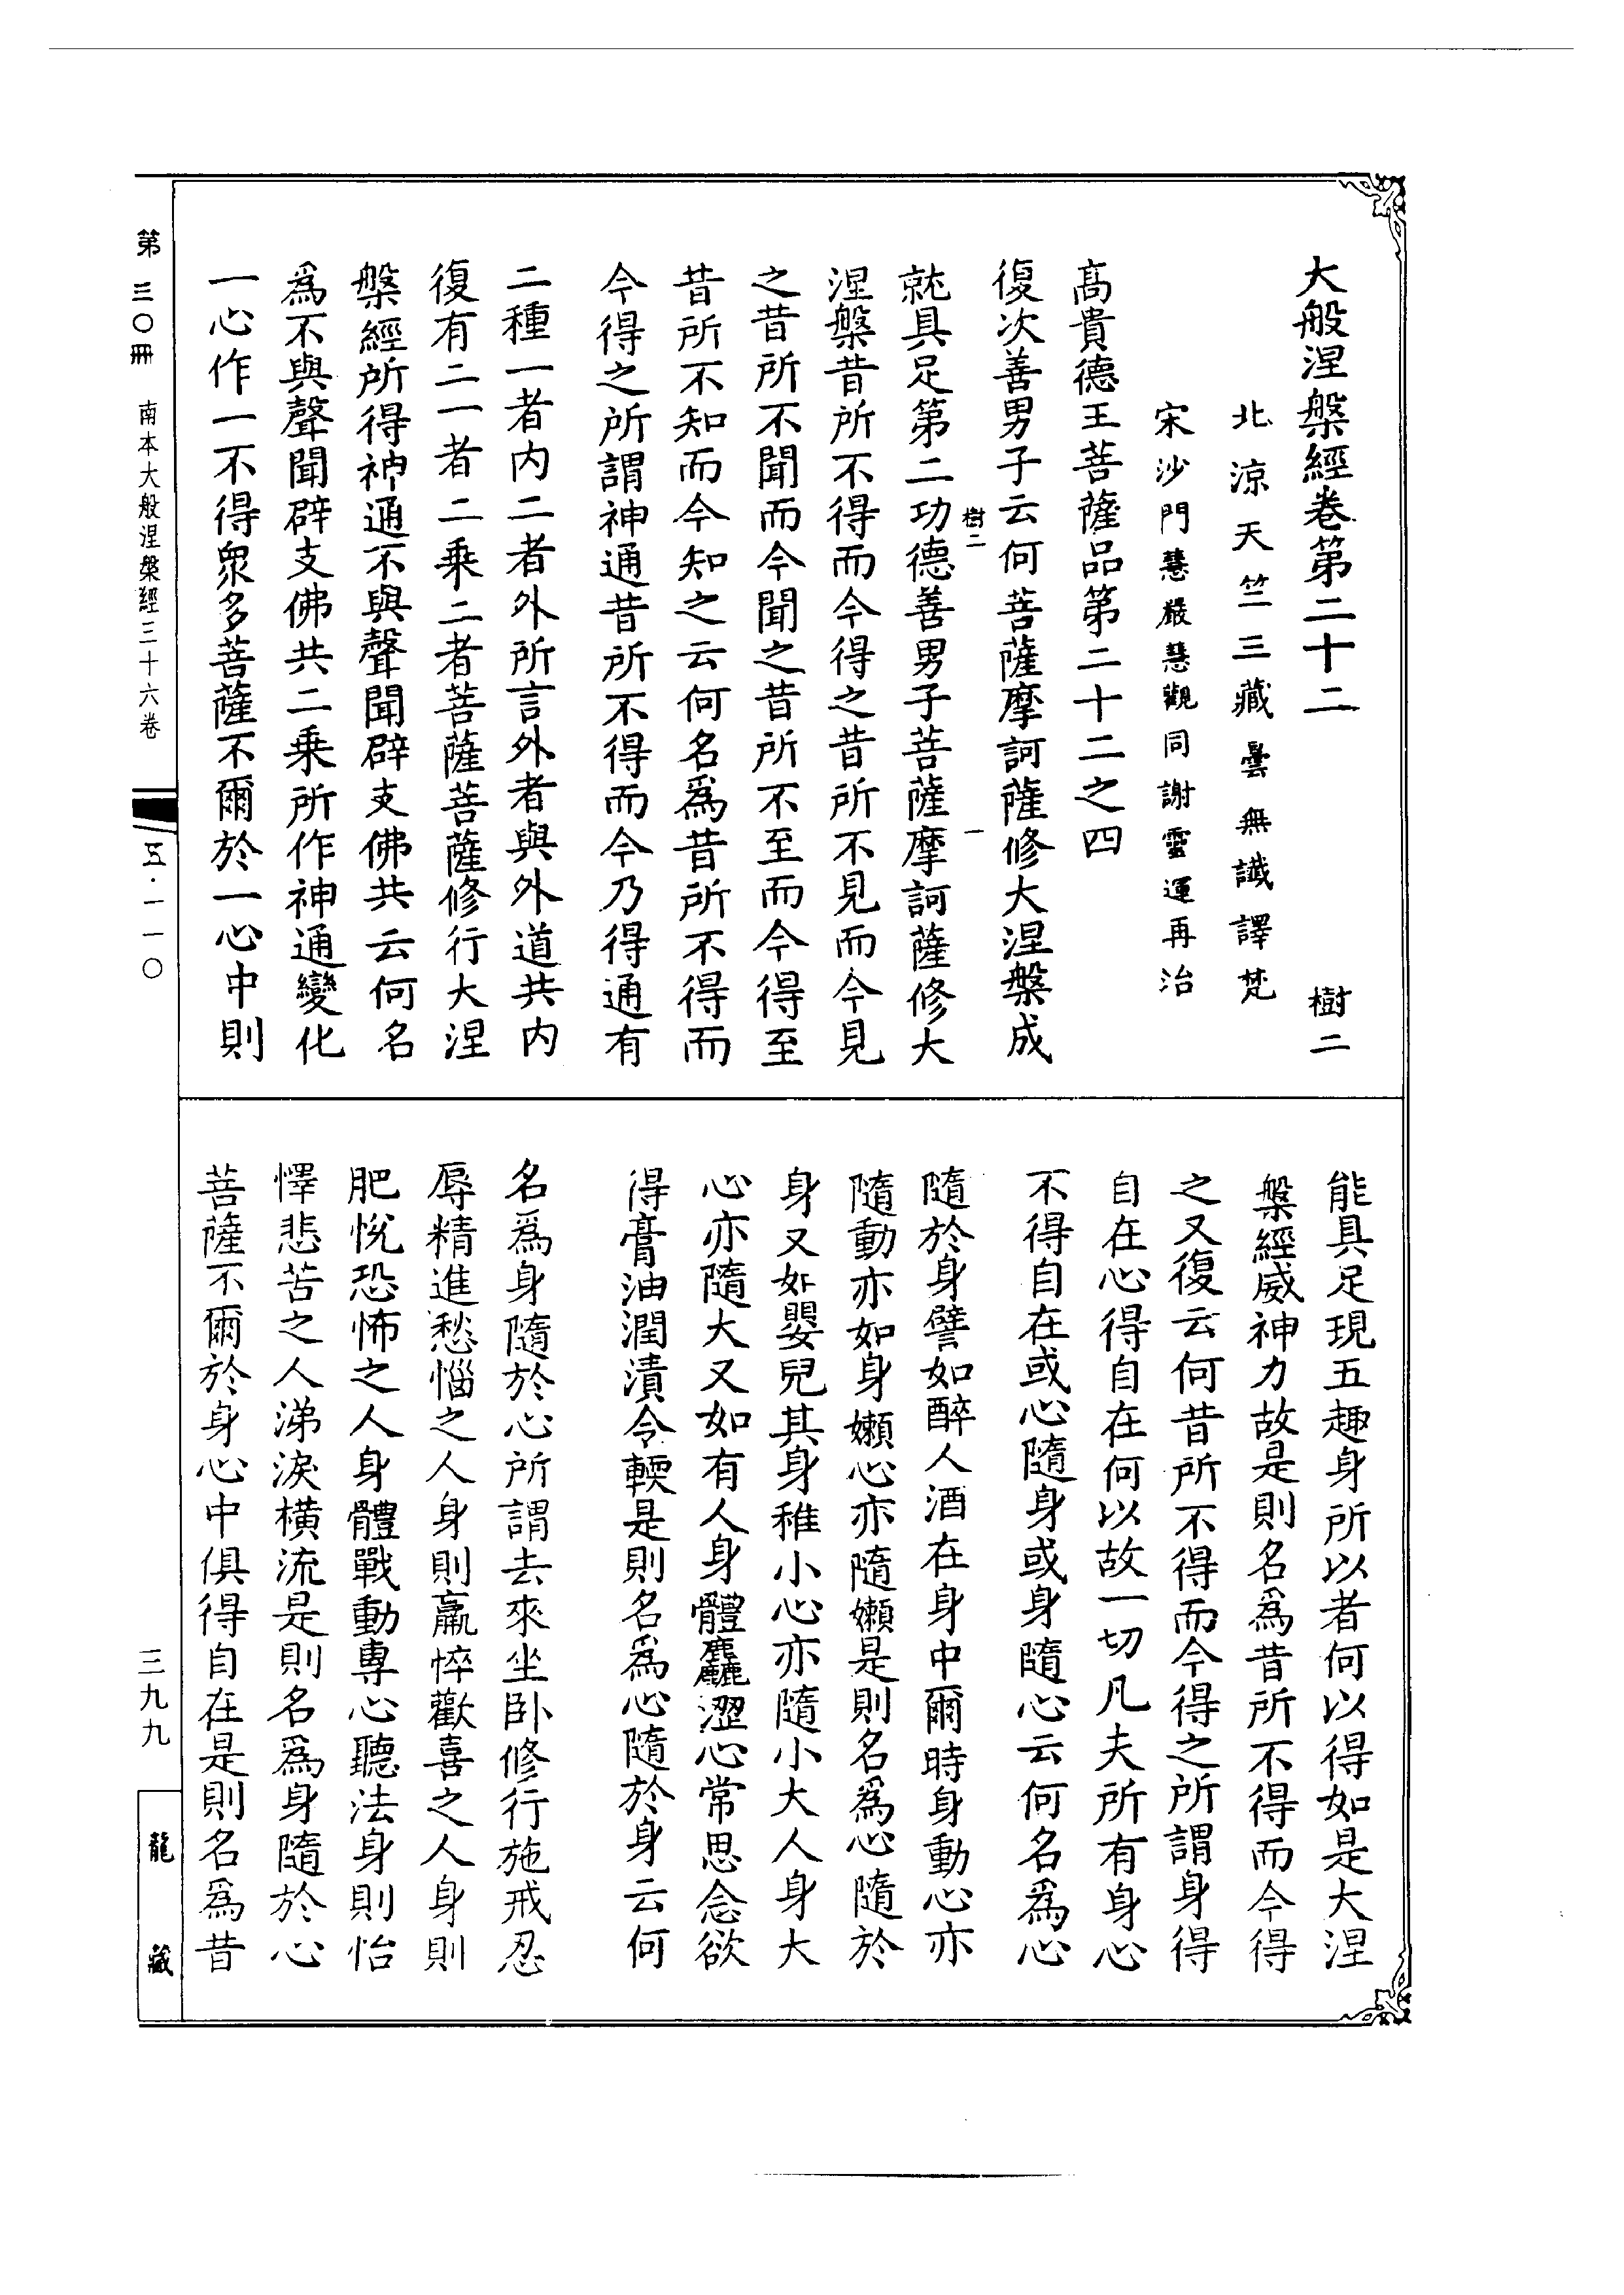 大般涅槃經卷第二十二　樹二
北涼天竺三藏曇無讖譯梵
宋沙門慧嚴慧觀同謝靈運再治
髙貴德王菩薩品第二十二之四
復次善男子云何菩薩摩訶薩修大涅槃成
樹二　一
就具足第二功德善男子菩薩摩訶薩修大
涅槃昔所不得而今得之昔所不見而今見
之昔所不聞而今聞之昔所不至而今得至
昔所不知而今知之云何名爲昔所不得而
今得之所謂神通昔所不得而今乃得通有
二種一者内二者外所言外者與外道共内
復有二一者二乘二者菩薩菩薩修行大涅
槃經所得神通不與聲聞辟支佛共云何名
爲不與聲聞辟支佛共二乘所作神通變化
一心作一不得衆多菩薩不爾於一心中則
能具足現五趣身所以者何以得如是大涅
槃經威神力故是則名爲昔所不得而今得
之又復云何昔所不得而今得之所謂身得
自在心得自在何以故一切凡夫所有身心
不得自在或心隨身或身隨心云何名爲心
隨於身譬如醉人酒在身中爾時身動心亦
隨動亦如身嬾心亦隨嬾是則名爲心隨於
身又如嬰兒其身稚小心亦隨小大人身大
心亦隨大又如有人身體麤澀心常思念欲
得膏油潤漬令輭是則名爲心隨於身云何
名爲身隨於心所謂去來坐卧修行施戒忍
辱精進愁惱之人身則羸悴歡喜之人身則
肥悅恐怖之人身體戰動專心聽法身則怡
懌悲苦之人涕淚橫流是則名爲身隨於心
菩薩不爾於身心中俱得自在是則名爲昔
第三〇冊　南本大般涅槃經三十六卷
五·一一〇
三九九
龍藏